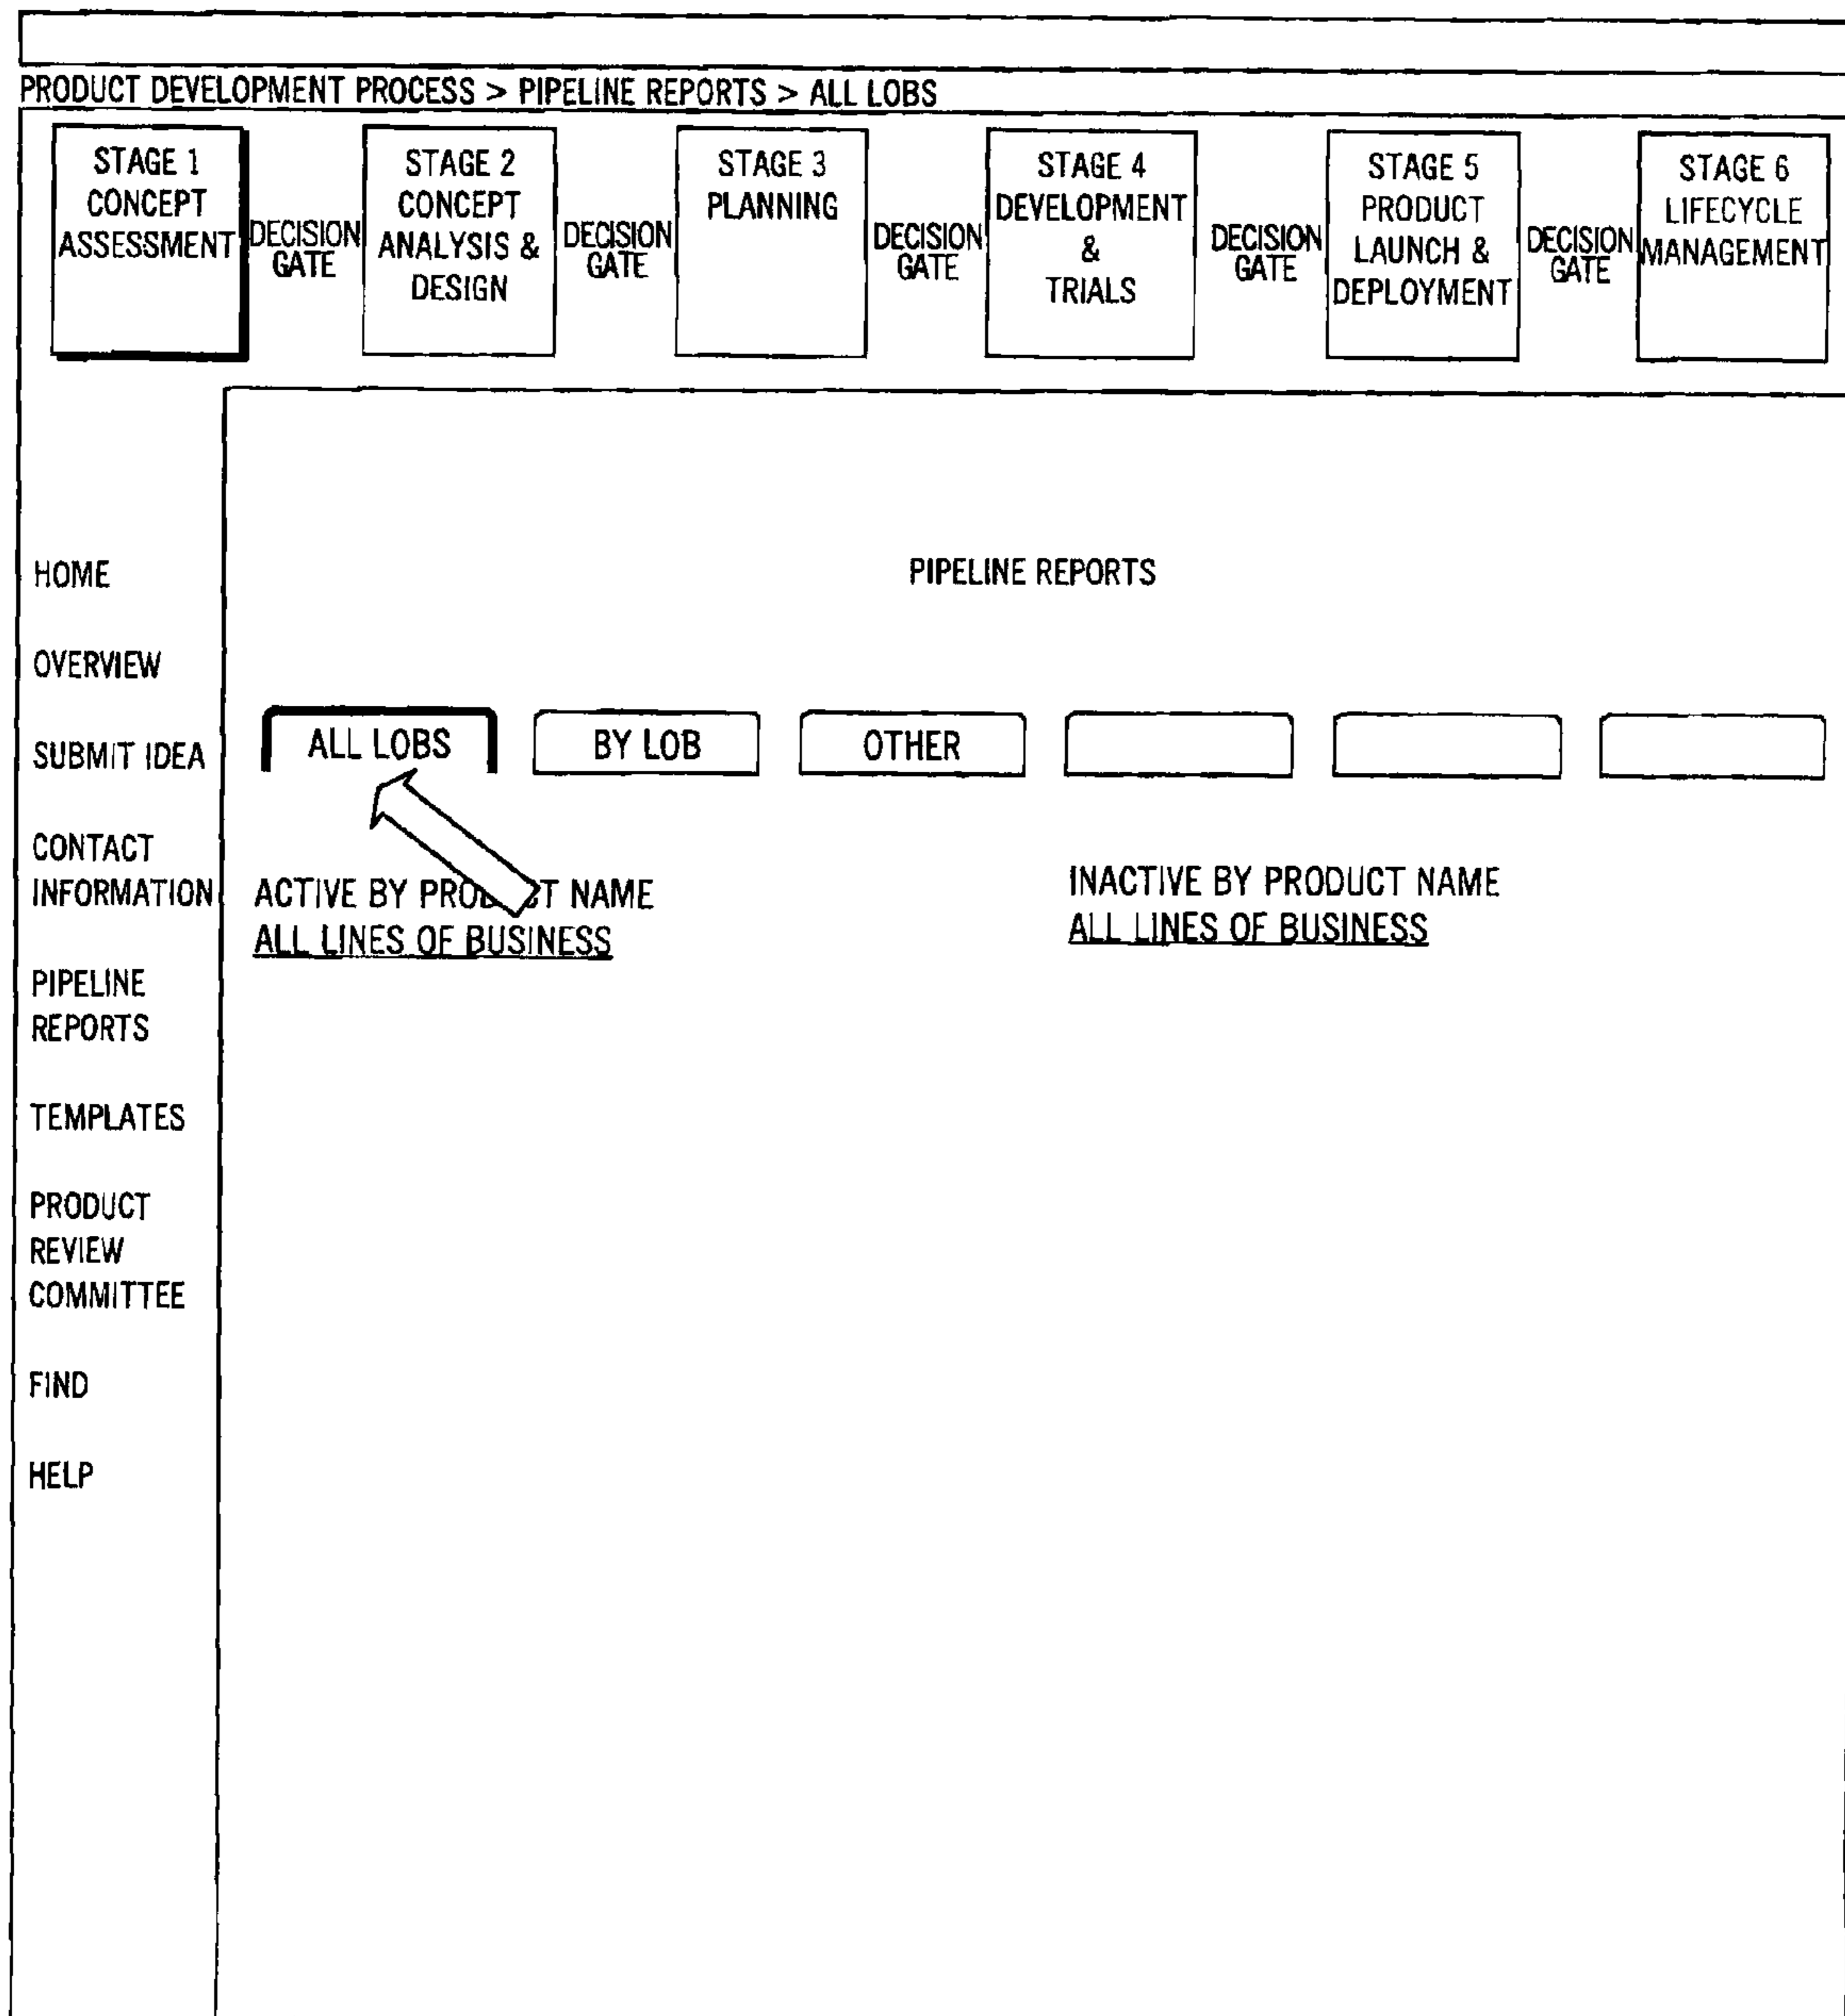 PRODUCT DEVELOPMENT PROCESS > PIPELINE REPORTS > ALL LOBS
STAGE 1
CONCEPT
ASSESSMENT
DECISION
GATE
STAGE 2
CONCEPT
ANALYSIS &
DESIGN
DECISION
GATE
STAGE 3
PLANNING
DECISION
GATE
STAGE 4
DEVELOPMENT
&
TRIALS
DECISION
GATE
STAGE 5
PRODUCT
LAUNCH &
DEPLOYMENT
DECISION
GATE
STAGE 6
LIFECYCLE
MANAGEMENT
HOME
OVERVIEW
SUBMIT IDEA
CONTACT
INFORMATION
PIPELINE
REPORTS
TEMPLATES
PRODUCT
REVIEW
COMMITTEE
FIND
HELP
PIPELINE REPORTS
ALL LOBS
BY LOB
OTHER
ACTIVE BY PRODUCT NAME
ALL LINES OF BUSINESS
INACTIVE BY PRODUCT NAME
ALL LINES OF BUSINESS